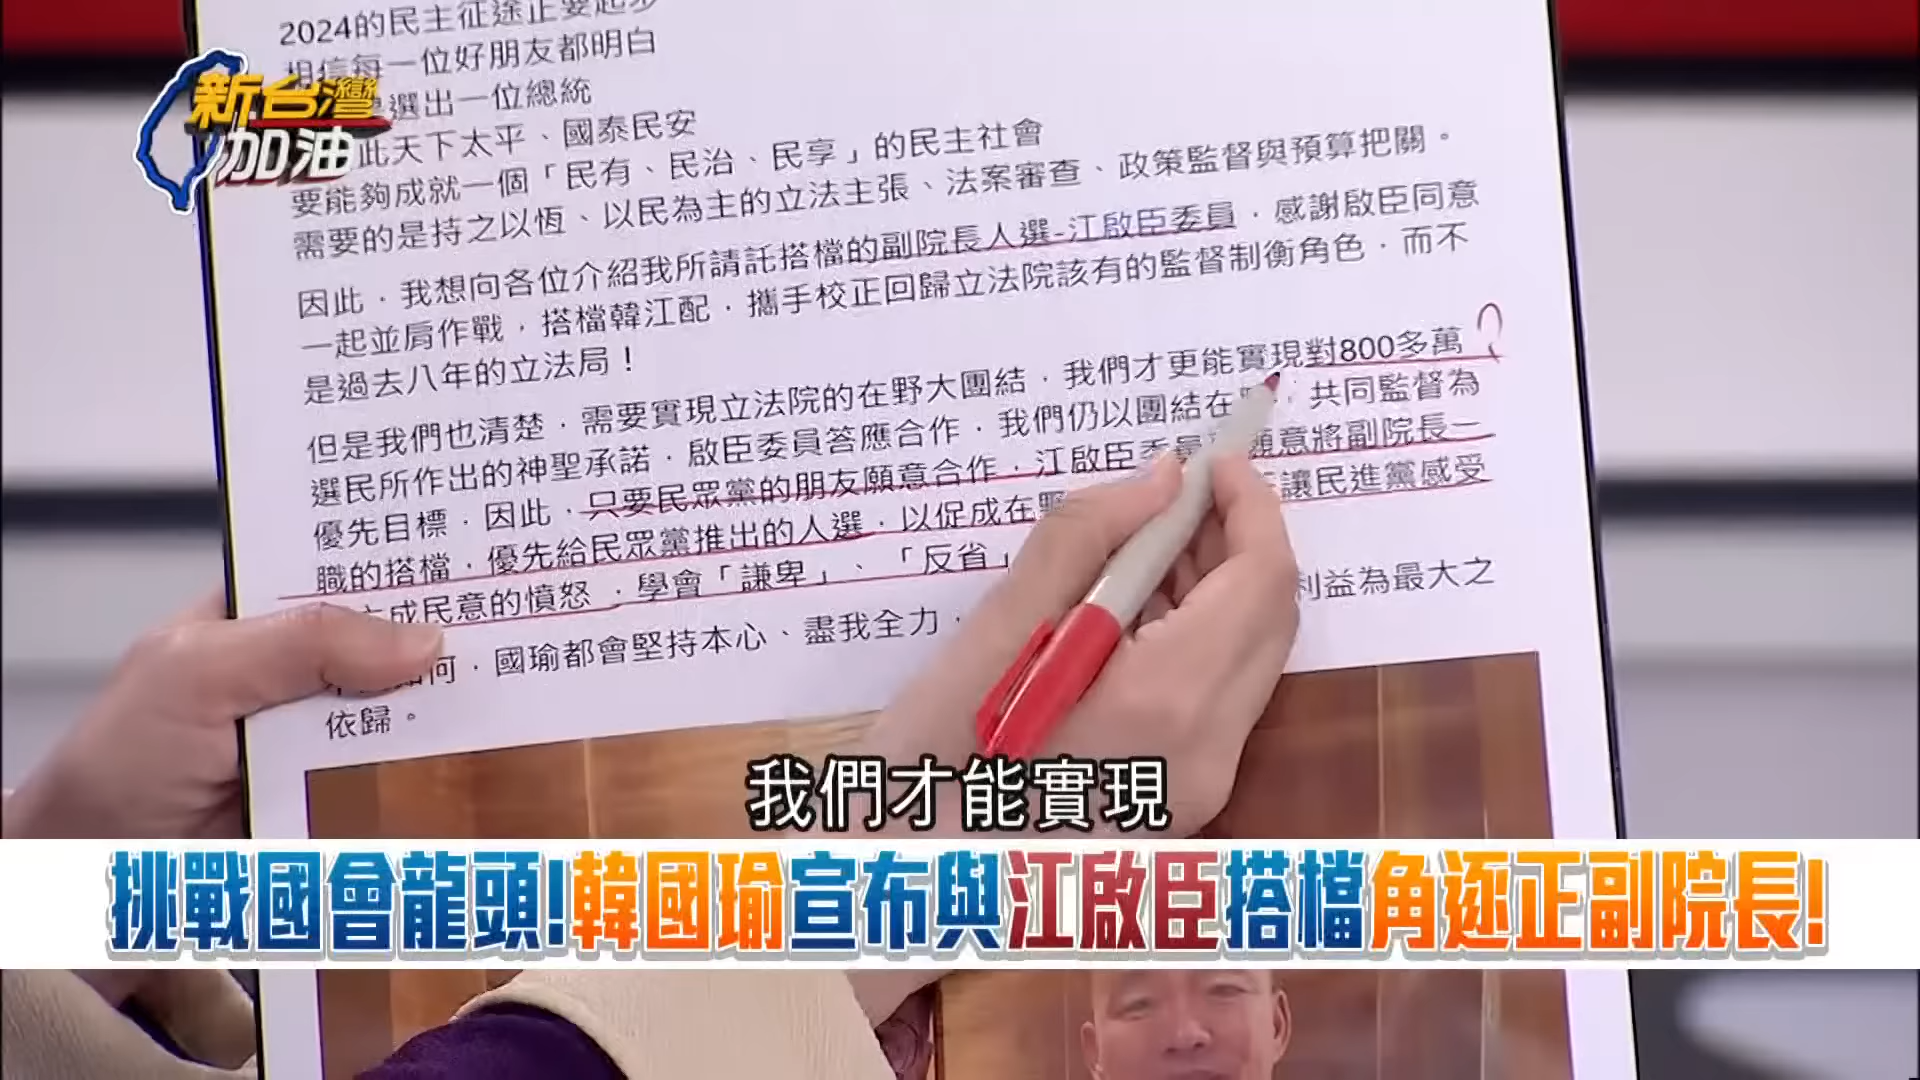 2024的民主征途正要起步
相信每一位好朋友都明白
選出一位總統
此天下太平、國泰民安
要能夠成就一個「民有、民治、民享」的民主社會
需要的是持之以恆、以民為主的立法主張、法案審查、政策監督與預算把關。
因此，我想向各位介紹我所請託搭檔的副院長人選-江啟臣委員，感謝啟臣同意
一起並肩作戰，搭檔韓江配，攜手校正回歸立法院該有的監督制衡角色，而不
是過去八年的立法局！
但是我們也清楚，需要實現立法院的在野大團結，我們才更能實現對800多萬
選民所作出的神聖承諾，啟臣委員答應合作，我們仍以團結在 共同監督為
優先目標，因此，只要民眾黨的朋友願意合作，江啟臣委員 願意將副院長一
職的搭檔，優先給民眾黨推出的人選，以促成在野 讓民進黨感受
成民意的憤怒，學會「謙卑」、「反省」
何，國瑜都會堅持本心、盡我全力， 利益為最大之
依歸。
新台灣
加油
我們才能實現
挑戰國會龍頭!韓國瑜宣布與江啟臣搭檔角逐正副院長!